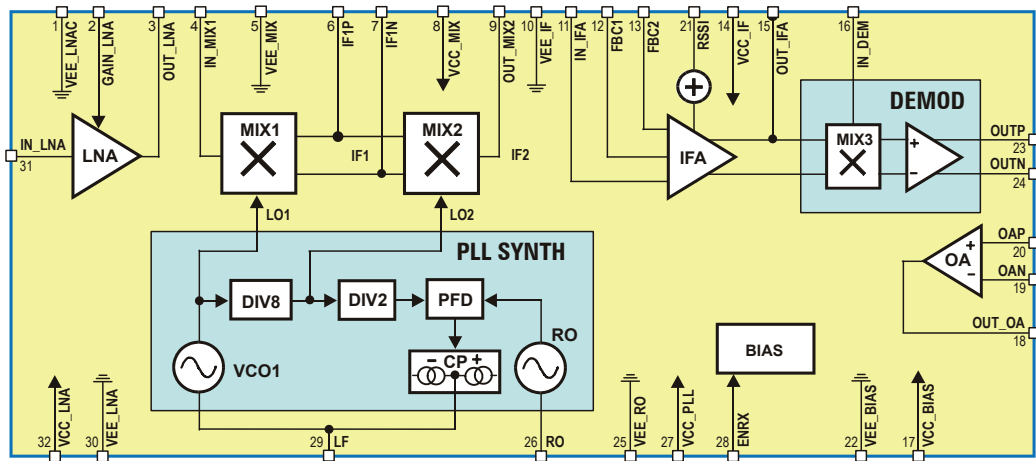 1 2 3 4 5 6 7 8 9 10 11 12 13 21 14 15 16
VEE_LNAC
GAIN_LNA
OUT_LNA
IN_MIX1
VEE_MIX
IF1P
IF1N
VCC_MIX
OUT_MIX2
VEE_IF
IN_IFA
FBC1
FBC2
RSSI
VCC_IF
OUT_IFA
IN_DEM
DEMOD
IN_LNA
31
LNA
MIX1
IF1
MIX2
IF2
IFA
MIX3
+
−
OUTP
23
OUTN
24
LO1
LO2
PLL SYNTH
DIV8
DIV2
PFD
RO
VCO1
− CP +
OAP
20
OAN
19
OA
+
−
OUT_OA
18
BIAS
32
VCC_LNA
30
VEE_LNA
29 LF
26 RO
25
VEE_RO
27
VCC_PLL
28
ENRX
22
VEE_BIAS
17
VCC_BIAS